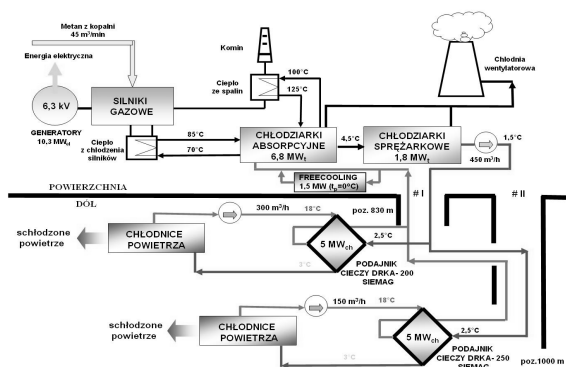 Metan z kopalni
45 m³/min
Energia elektryczna
6,3 kV
GENERATORY
10,3 MWel
SILNIKI
GAZOWE
Ciepło
z chłodzenia
silników
Komin
Ciepło
ze spalin
100°C
125°C
85°C
70°C
CHŁODZIARKI
ABSORPCYJNE
6,8 MWt
4,5°C
CHŁODZIARKI
SPRĘŻARKOWE
1,8 MWt
Chłodnia
wentylatorowa
1,5°C
450 m³/h
FREECOOLING
1,5 MW (tp=0°C)
# I
# II
POWIERZCHNIA
DÓŁ
poz. 830 m
300 m³/h
18°C
schłodzone
powietrze
CHŁODNICE
POWIETRZA
5 MWch
2,5°C
3°C
PODAJNIK
CIECZY DRKA- 200
SIEMAG
150 m³/h
18°C
schłodzone
powietrze
CHŁODNICE
POWIETRZA
5 MWch
2,5°C
3°C
PODAJNIK
CIECZY DRKA- 250
SIEMAG
poz.1000 m